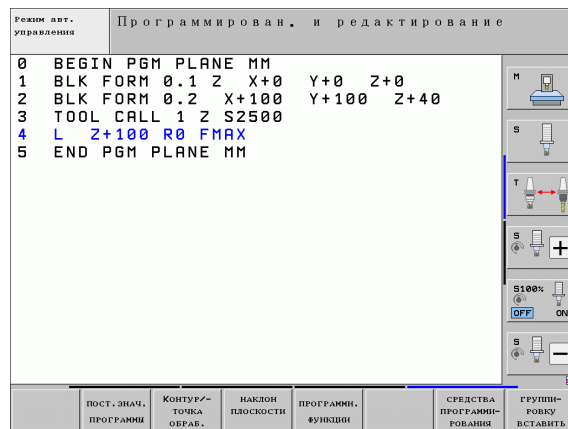 Режим авт.
управления
Программирован. и редактирование
0 BEGIN PGM PLANE MM
1 BLK FORM 0.1 Z X+0 Y+0 Z+0
2 BLK FORM 0.2 X+100 Y+100 Z+40
3 TOOL CALL 1 Z S2500
4 L Z+100 R0 FMAX
5 END PGM PLANE MM
M
S
T
S
+
S100%
OFF ON
S
−
ПОСТ.ЗНАЧ.
ПРОГРАММЫ
КОНТУР/-
ТОЧКА
ОБРАБ.
НАКЛОН
ПЛОСКОСТИ
ПРОГРАММН.
ФУНКЦИИ
СРЕДСТВА
ПРОГРАММИ-
РОВАНИЯ
ГРУППИ-
РОВКУ
ВСТАВИТЬ